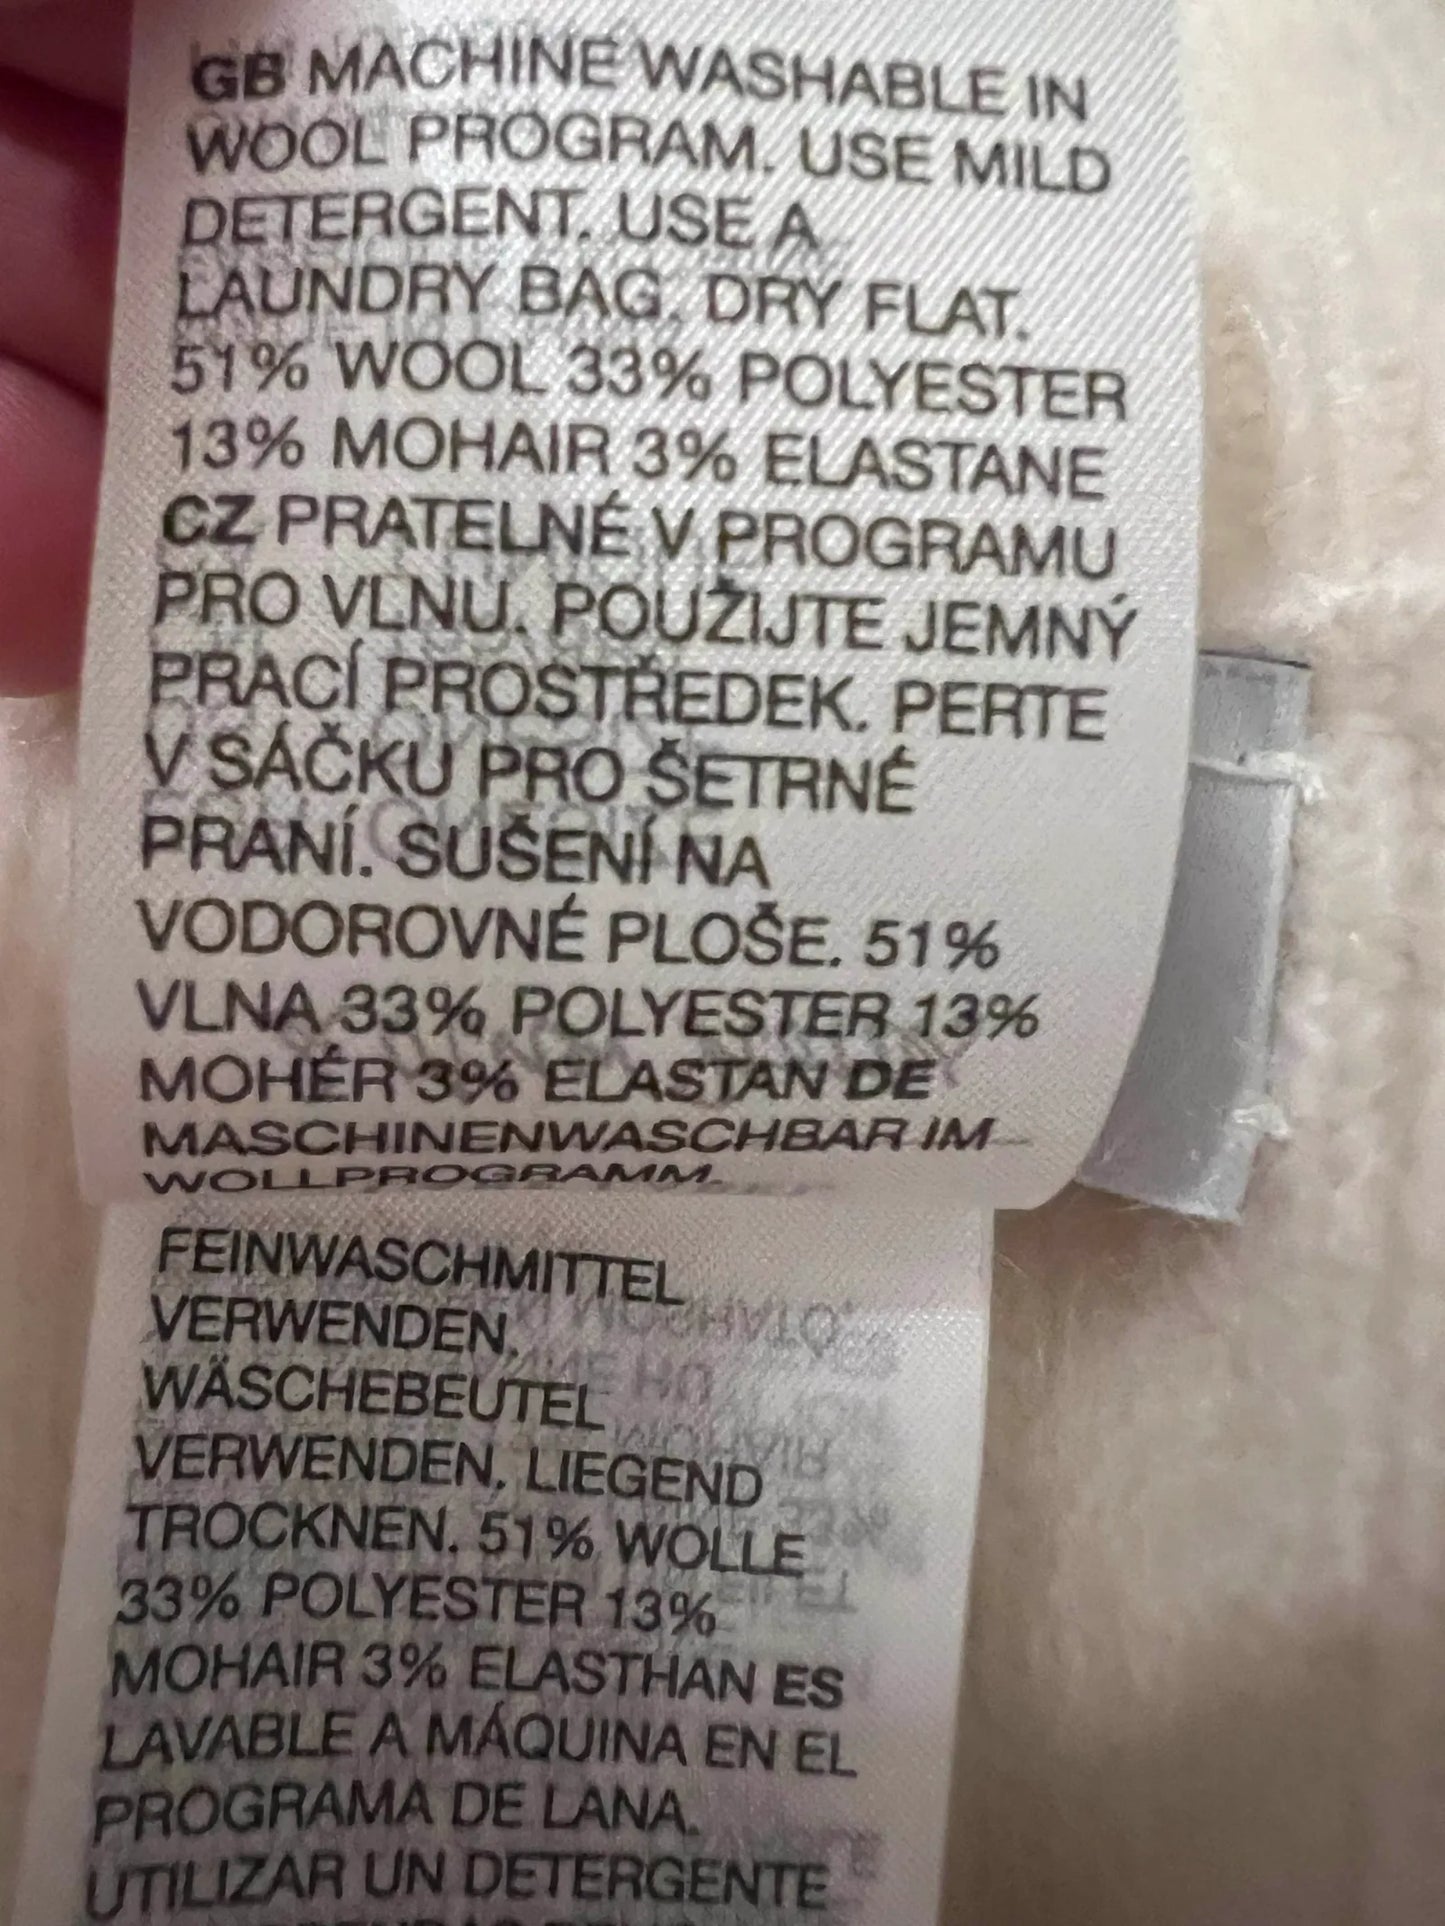 GB MACHINE WASHABLE IN
WOOL PROGRAM. USE MILD
DETERGENT. USE A
LAUNDRY BAG. DRY FLAT.
51% WOOL 33% POLYESTER
13% MOHAIR 3% ELASTANE
CZ PRATELNÉ V PROGRAMU
PRO VLNU. POUŽIJTE JEMNÝ
PRACÍ PROSTŘEDEK. PERTE
V SÁČKU PRO ŠETRNÉ
PRANÍ. SUŠENÍ NA
VODOROVNÉ PLOŠE. 51%
VLNA 33% POLYESTER 13%
MOHÉR 3% ELASTAN DE
MASCHINENWASCHBAR IM
WOLLPROGRAMM.
FEINWASCHMITTEL
VERWENDEN.
WÄSCHEBEUTEL
VERWENDEN. LIEGEND
TROCKNEN. 51% WOLLE
33% POLYESTER 13%
MOHAIR 3% ELASTHAN ES
LAVABLE A MÁQUINA EN EL
PROGRAMA DE LANA.
UTILIZAR UN DETERGENTE